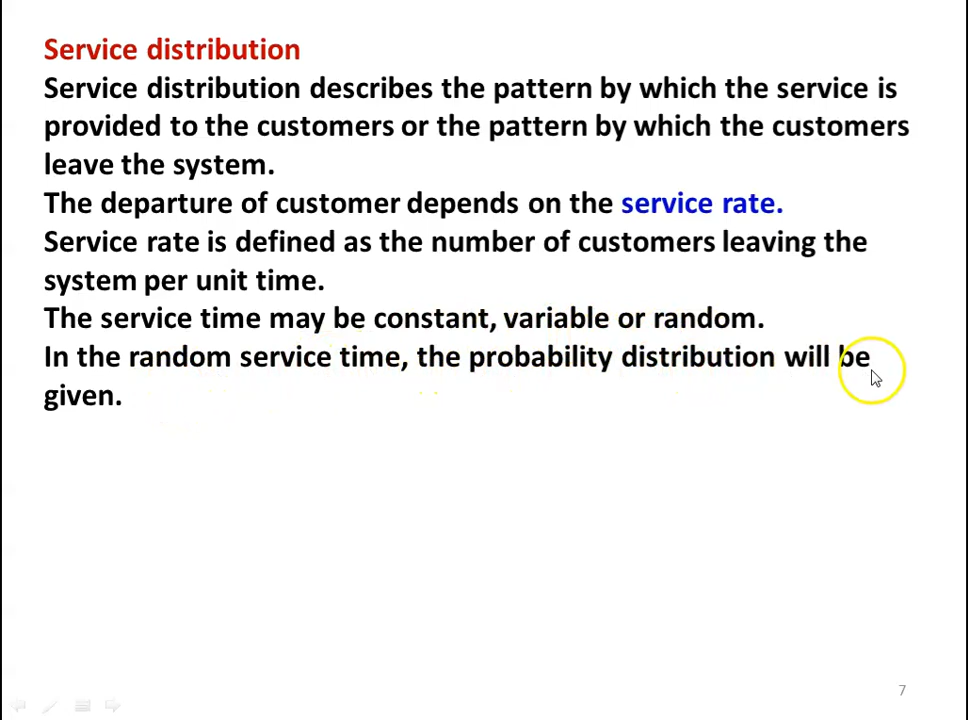 Service distribution
Service distribution describes the pattern by which the service is
provided to the customers or the pattern by which the customers
leave the system.
The departure of customer depends on the service rate.
Service rate is defined as the number of customers leaving the
system per unit time.
The service time may be constant, variable or random.
In the random service time, the probability distribution will be
given.
7